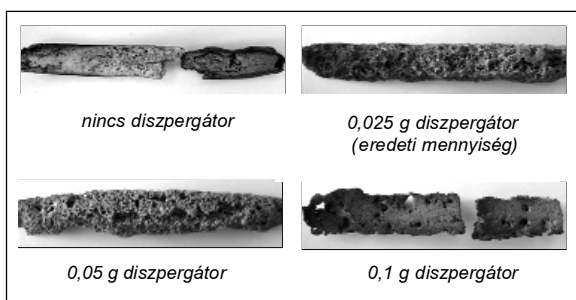 nincs diszpergátor
0,025 g diszpergátor
(eredeti mennyiség)
0,05 g diszpergátor
0,1 g diszpergátor